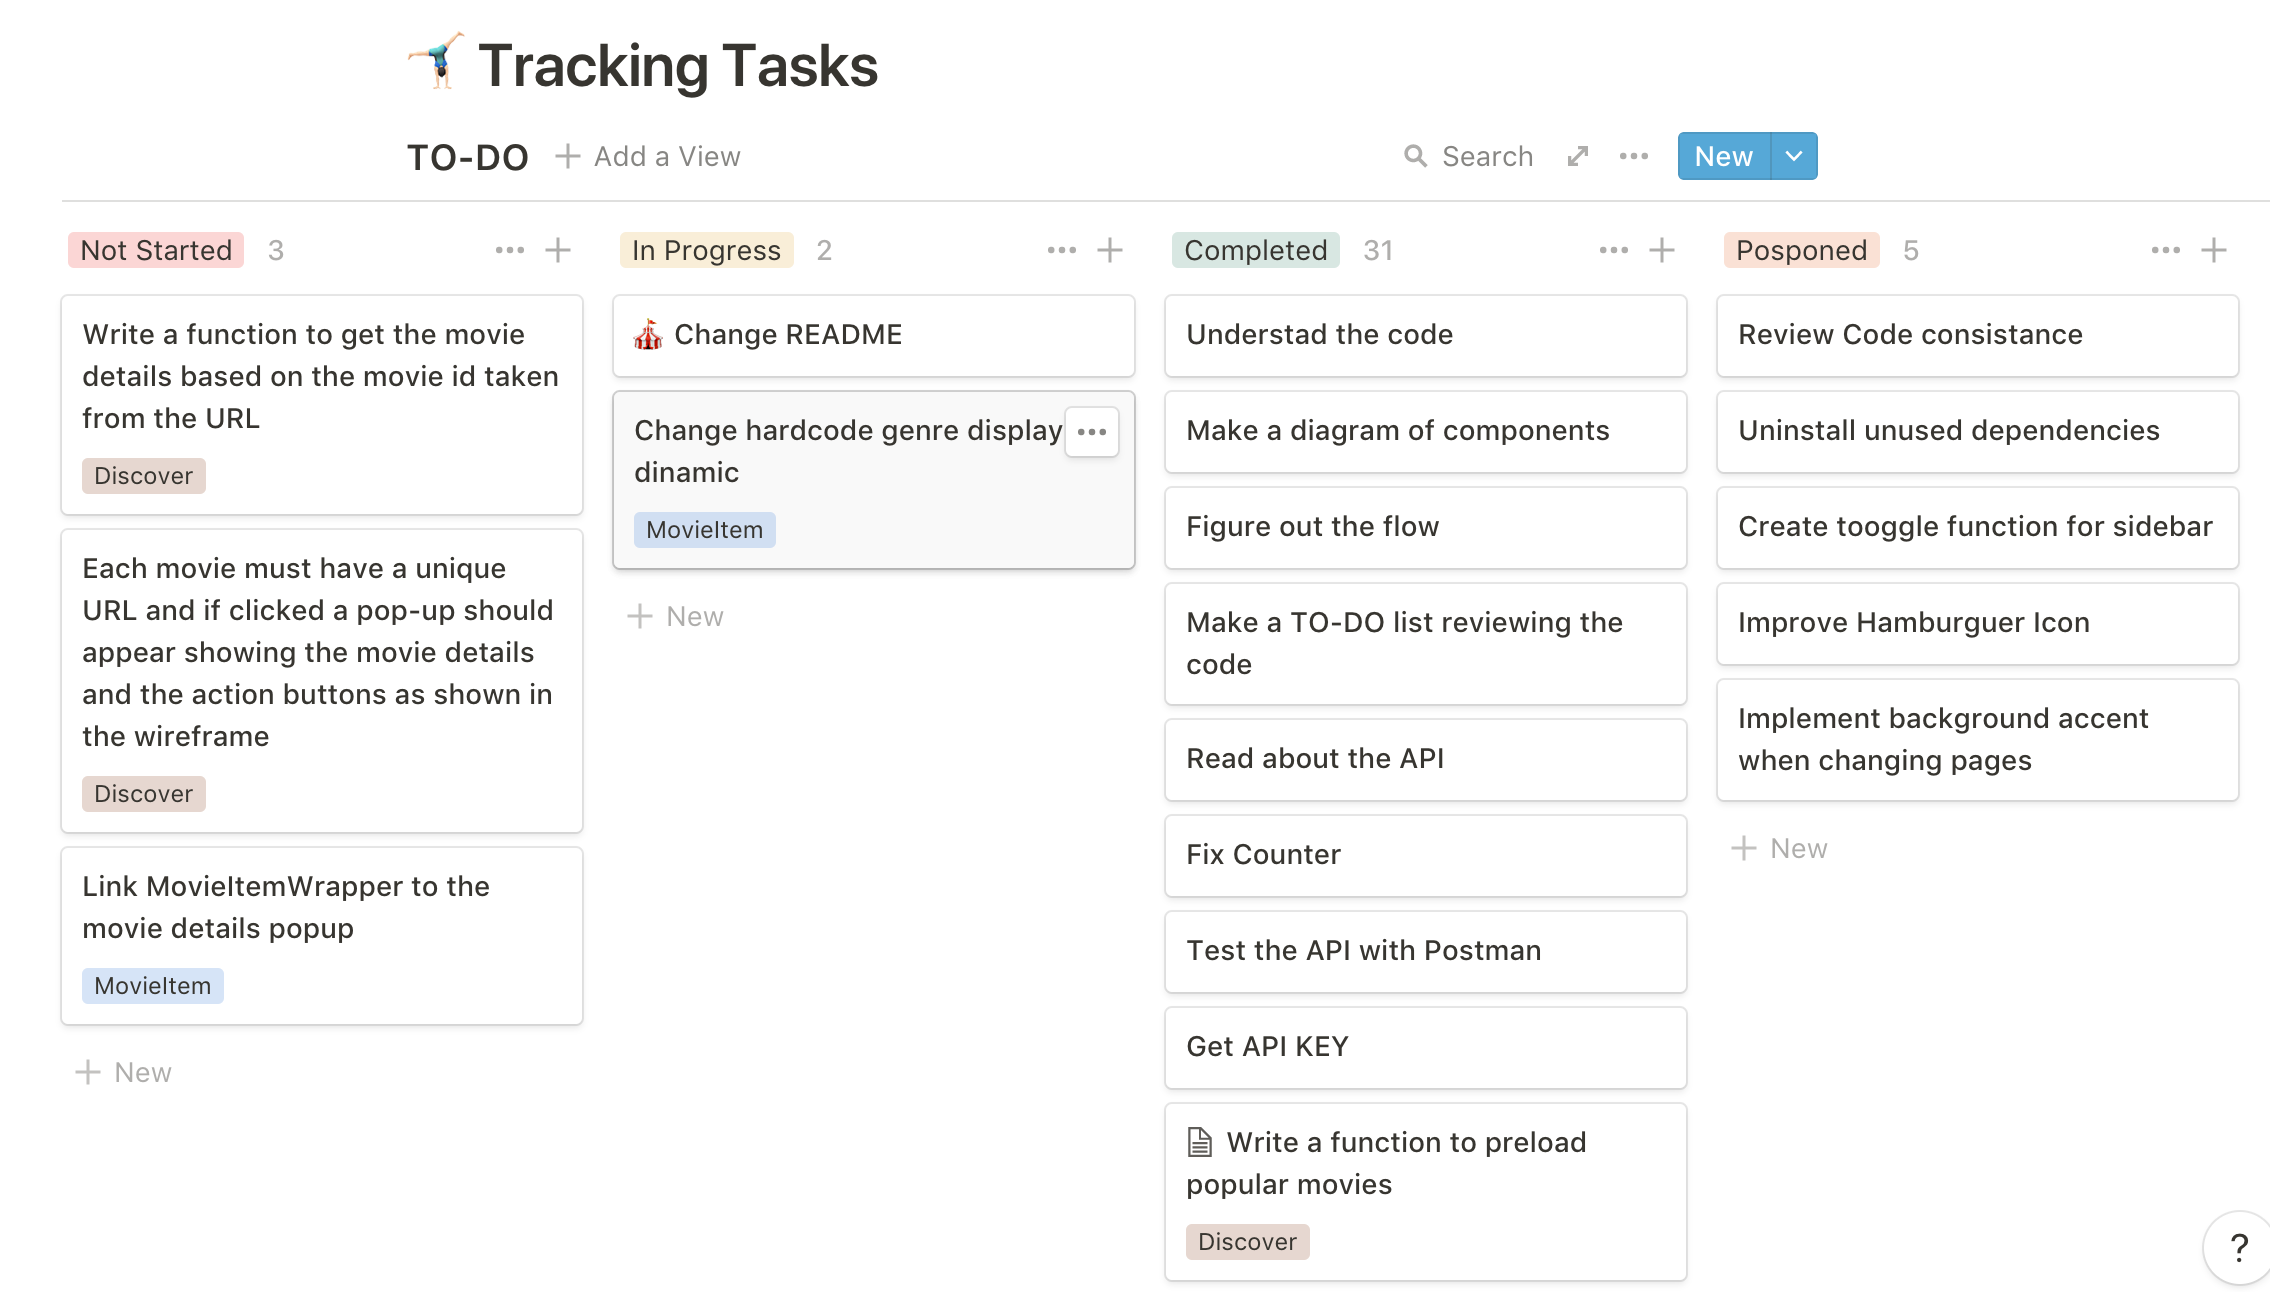 Tracking Tasks
TO-DO
Add a View
Search
New
Not Started 3
Write a function to get the movie
details based on the movie id taken
from the URL
Discover
Each movie must have a unique
URL and if clicked a pop-up should
appear showing the movie details
and the action buttons as shown in
the wireframe
Discover
Link MovieItemWrapper to the
movie details popup
MovieItem
New
In Progress 2
Change README
Change hardcode genre display
dinamic
MovieItem
New
Completed 31
Understad the code
Make a diagram of components
Figure out the flow
Make a TO-DO list reviewing the
code
Read about the API
Fix Counter
Test the API with Postman
Get API KEY
Write a function to preload
popular movies
Discover
Posponed 5
Review Code consistance
Uninstall unused dependencies
Create tooggle function for sidebar
Improve Hamburguer Icon
Implement background accent
when changing pages
New
?